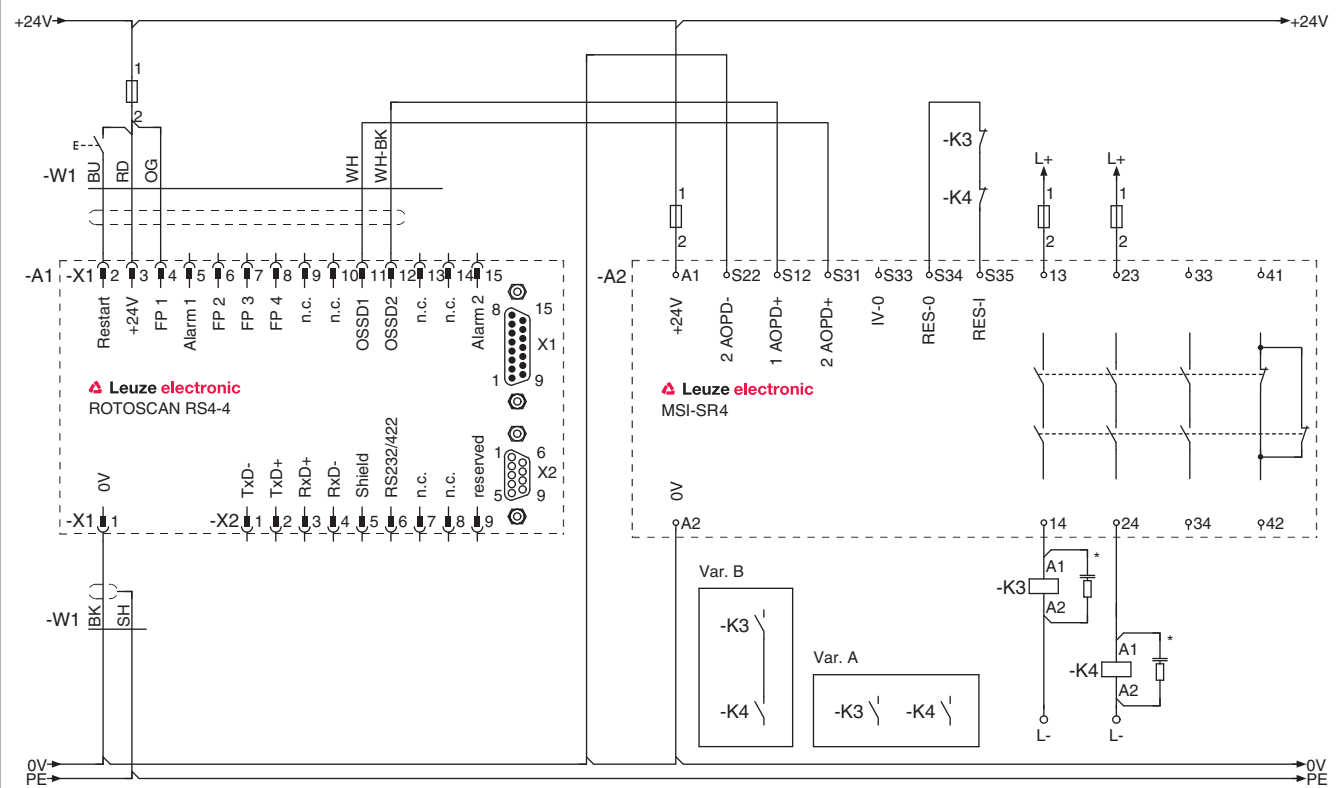 +24V
+24V
1
2
E
-W1
BU
RD
OG
WH
WH-BK
-K3
-K4
L+
L+
1
2
1
2
1
2
-A1
-X1
2
3
4
5
6
7
8
9
10
11
12
13
14
15
Restart
+24V
FP 1
Alarm 1
FP 2
FP 3
FP 4
n.c.
n.c.
OSSD1
OSSD2
n.c.
n.c.
Alarm 2
8
15
X1
1
9
Leuze electronic
ROTOSCAN RS4-4
1
6
X2
5
9
0V
TxD-
TxD+
RxD+
RxD-
Shield
RS232/422
n.c.
n.c.
reserved
-X1
1
-X2
1
2
3
4
5
6
7
8
9
-W1
BK
SH
-A2
A1
S22
S12
S31
S33
S34
S35
13
23
33
41
+24V
2 AOPD-
1 AOPD+
2 AOPD+
IV-0
RES-0
RES-I
Leuze electronic
MSI-SR4
0V
A2
14
24
34
42
Var. B
-K3
-K4
Var. A
-K3
-K4
-K3
A1
A2
*
-K4
A1
A2
*
L-
L-
0V
PE
0V
PE